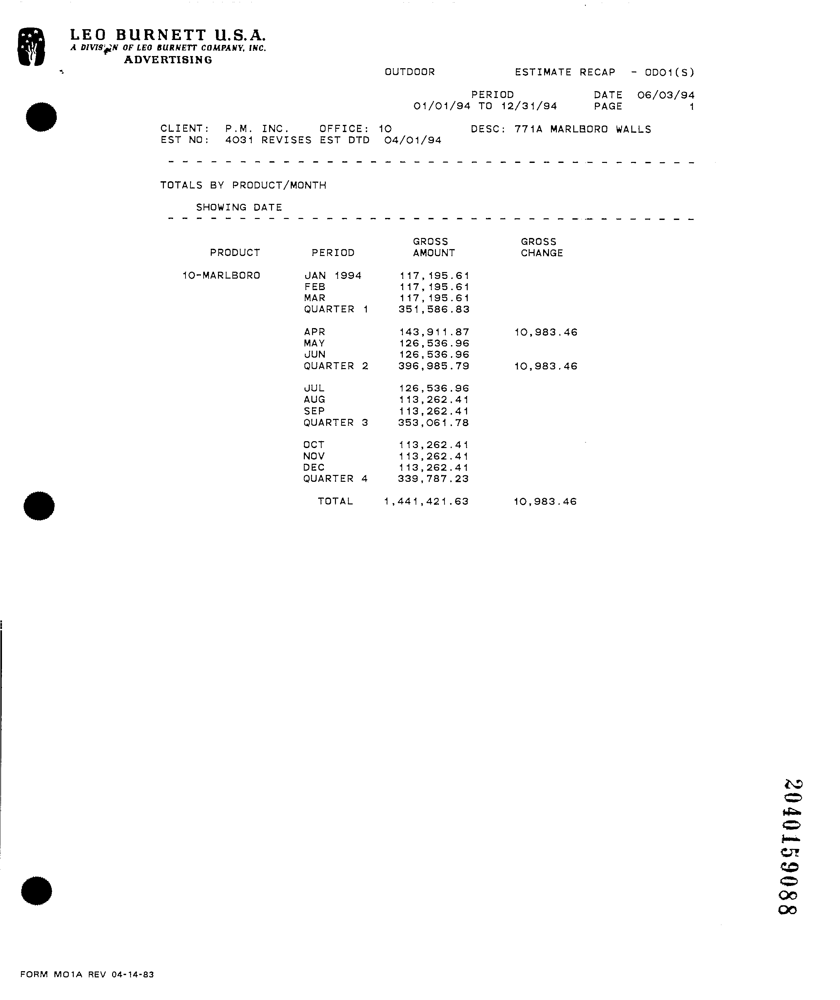 LEO BURNETT U.S.A.
A DIVISION OF LEO BURNETT COMPANY, INC.
ADVERTISING
OUTDOOR ESTIMATE RECAP - ODO1(S)
PERIOD DATE 06/03/94
01/01/94 TO 12/31/94 PAGE 1
CLIENT: P.M. INC. OFFICE: 10 DESC: 771A MARLBORO WALLS
EST NO: 4031 REVISES EST DTD 04/01/94
TOTALS BY PRODUCT/MONTH
SHOWING DATE
GROSS GROSS
PRODUCT PERIOD AMOUNT CHANGE
10-MARLBORO JAN 1994 117,195.61
FEB 117,195.61
MAR 117,195.61
QUARTER 1 351,586.83
APR 143,911.87 10,983.46
MAY 126,536.96
JUN 126,536.96
QUARTER 2 396,985.79 10,983.46
JUL 126,536.96
AUG 113,262.41
SEP 113,262.41
QUARTER 3 353,061.78
OCT 113,262.41
NOV 113,262.41
DEC 113,262.41
QUARTER 4 339,787.23
TOTAL 1,441,421.63 10,983.46
2040159088
FORM MO1A REV 04-14-83